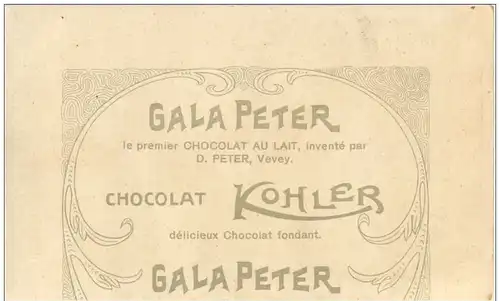 GALA PETER
le premier CHOCOLAT AU LAIT, inventé par
D. PETER, Vevey.
CHOCOLAT KOHLER
délicieux Chocolat fondant.
GALA PETER